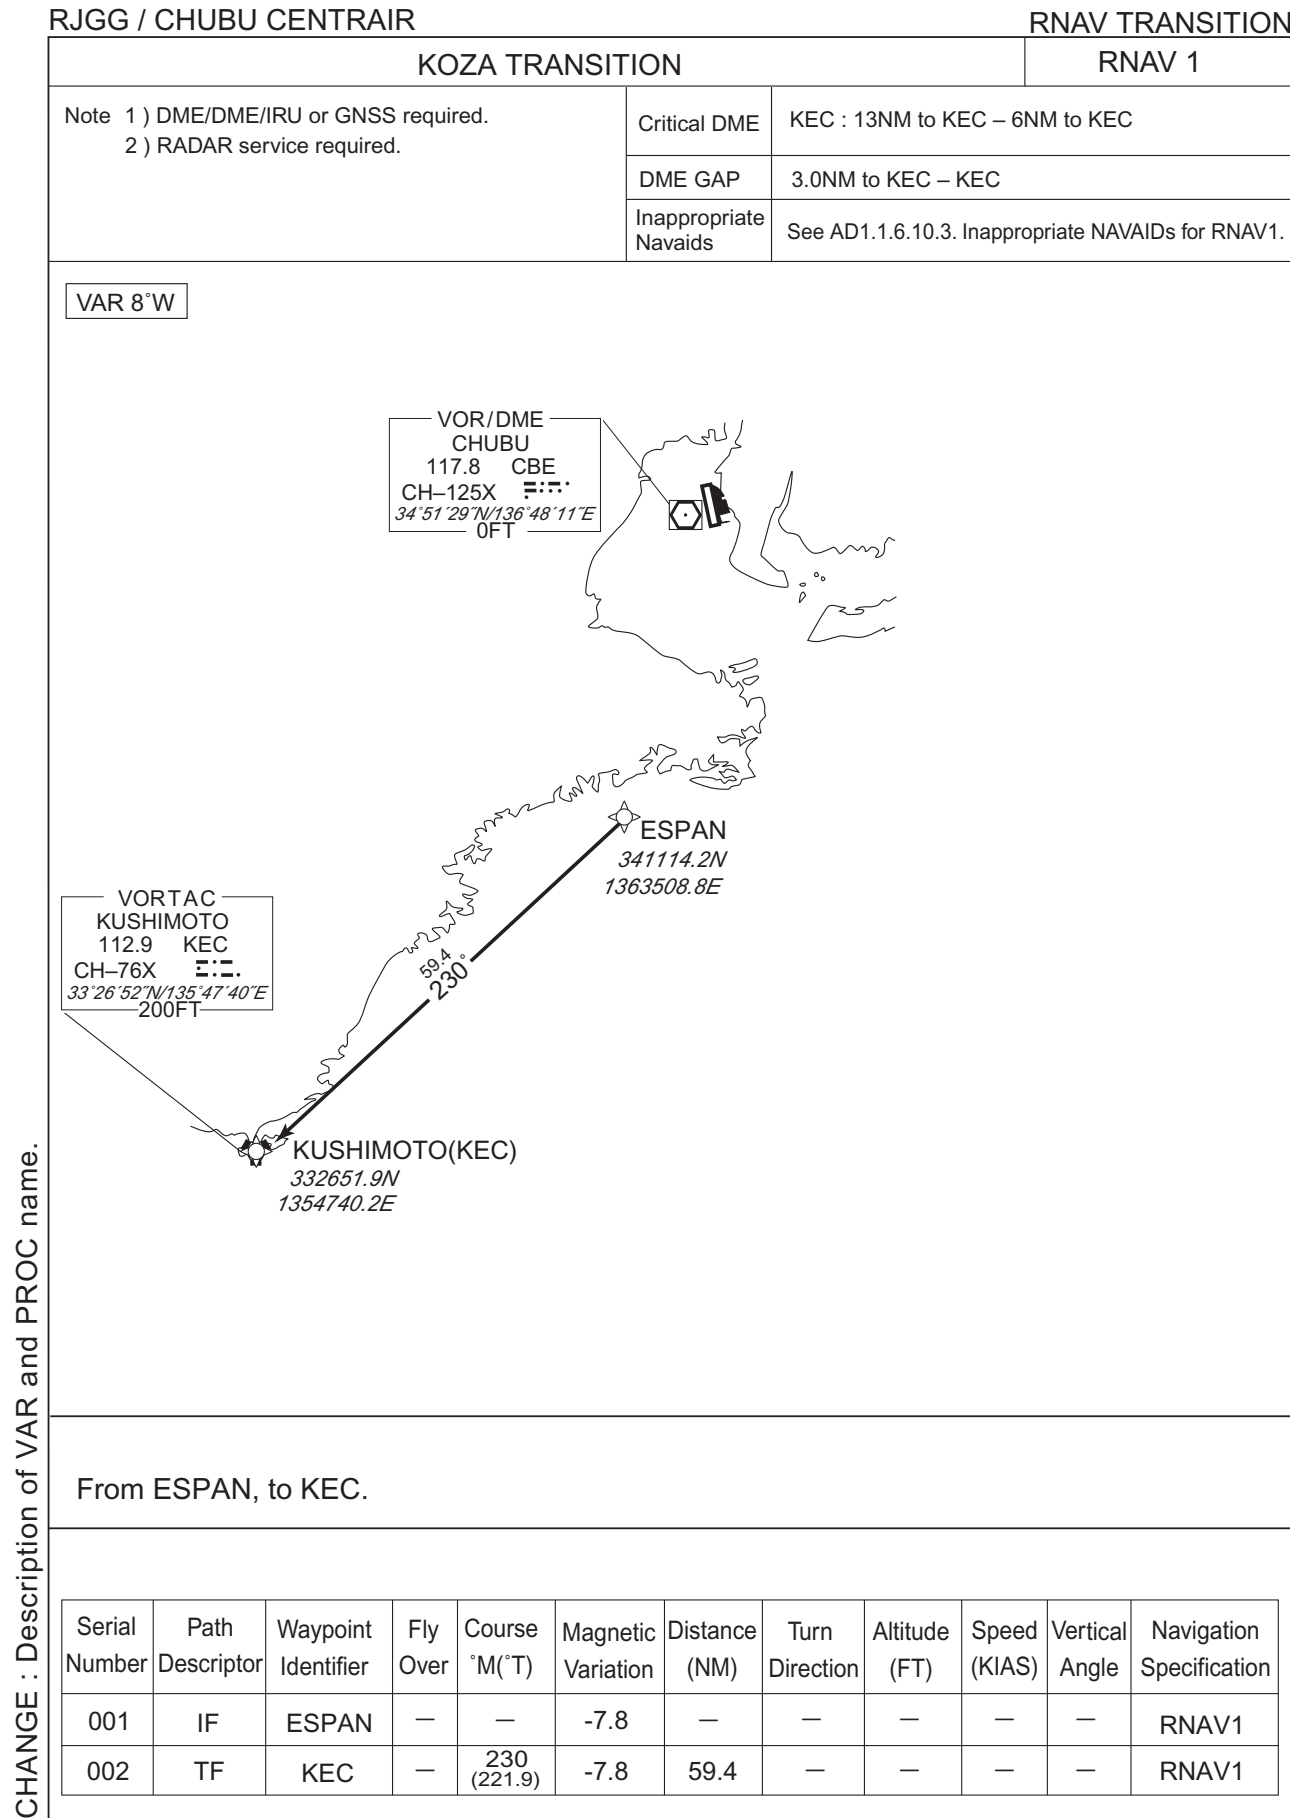 RJGG / CHUBU CENTRAIR
RNAV TRANSITION
KOZA TRANSITION
RNAV 1
Note 1 ) DME/DME/IRU or GNSS required.
2 ) RADAR service required.
Critical DME
KEC : 13NM to KEC – 6NM to KEC
DME GAP
3.0NM to KEC – KEC
Inappropriate
Navaids
See AD1.1.6.10.3. Inappropriate NAVAIDs for RNAV1.
VAR 8˚W
VOR/DME
CHUBU
117.8 CBE
CH–125X
34˚51´29˝N/136˚48´11˝E
0FT
ESPAN
341114.2N
1363508.8E
VORTAC
KUSHIMOTO
112.9 KEC
CH–76X
33˚26´52˝N/135˚47´40˝E
200FT
59.4
230˚
KUSHIMOTO(KEC)
332651.9N
1354740.2E
CHANGE : Description of VAR and PROC name.
From ESPAN, to KEC.
Serial Number Path Descriptor Waypoint Identifier Fly Over Course ˚M(˚T) Magnetic Variation Distance (NM) Turn Direction Altitude (FT) Speed (KIAS) Vertical Angle Navigation Specification
001 IF ESPAN — — -7.8 — — — — — RNAV1
002 TF KEC — 230 (221.9) -7.8 59.4 — — — — RNAV1